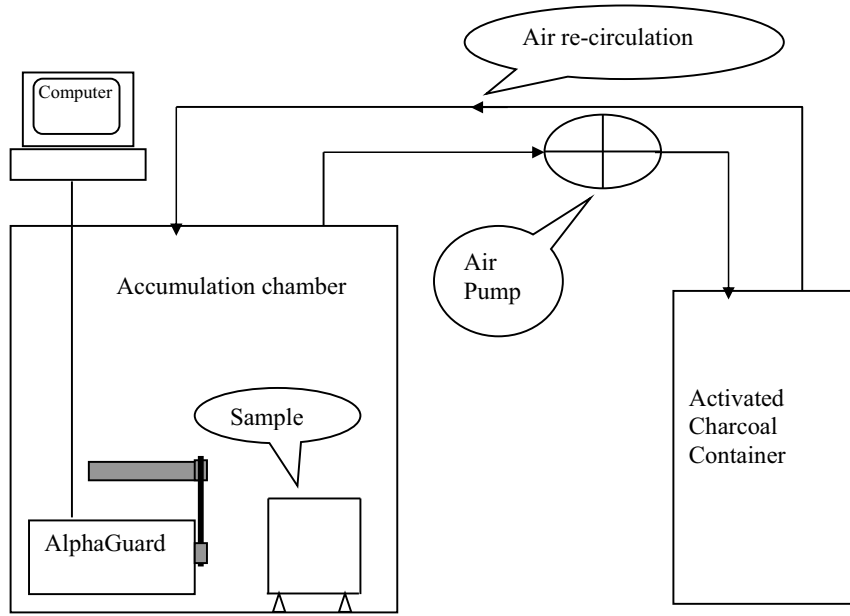 Air re-circulation
Computer
Air
Pump
Accumulation chamber
Activated
Charcoal
Container
Sample
AlphaGuard